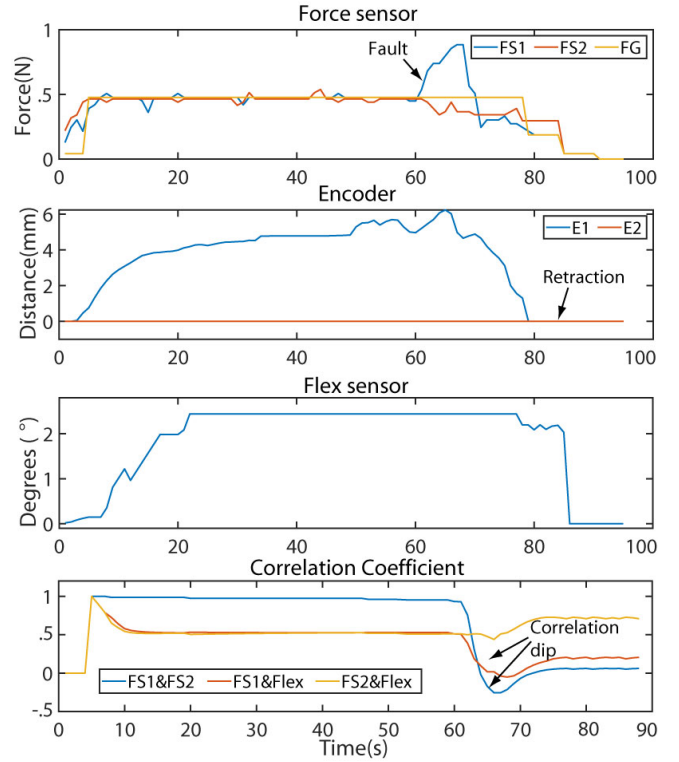 Force sensor
1
.5
0
Force(N)
Fault
FS1 FS2 FG
0 20 40 60 80 100
Encoder
6
4
2
0
Distance(mm)
E1 E2
Retraction
0 20 40 60 80 100
Flex sensor
2
1
0
Degrees (°)
0 20 40 60 80 100
Correlation Coefficient
1
.5
0
-.5
Correlation
dip
FS1&FS2 FS1&Flex FS2&Flex
0 10 20 30 40 50 60 70 80 90
Time(s)